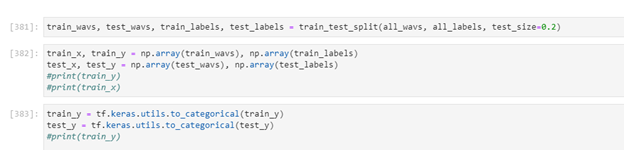 [381]: train_wavs, test_wavs, train_labels, test_labels = train_test_split(all_wavs, all_labels, test_size=0.2)
[382]: train_x, train_y = np.array(train_wavs), np.array(train_labels)
test_x, test_y = np.array(test_wavs), np.array(test_labels)
#print(train_y)
#print(train_x)
[383]: train_y = tf.keras.utils.to_categorical(train_y)
test_y = tf.keras.utils.to_categorical(test_y)
#print(train_y)